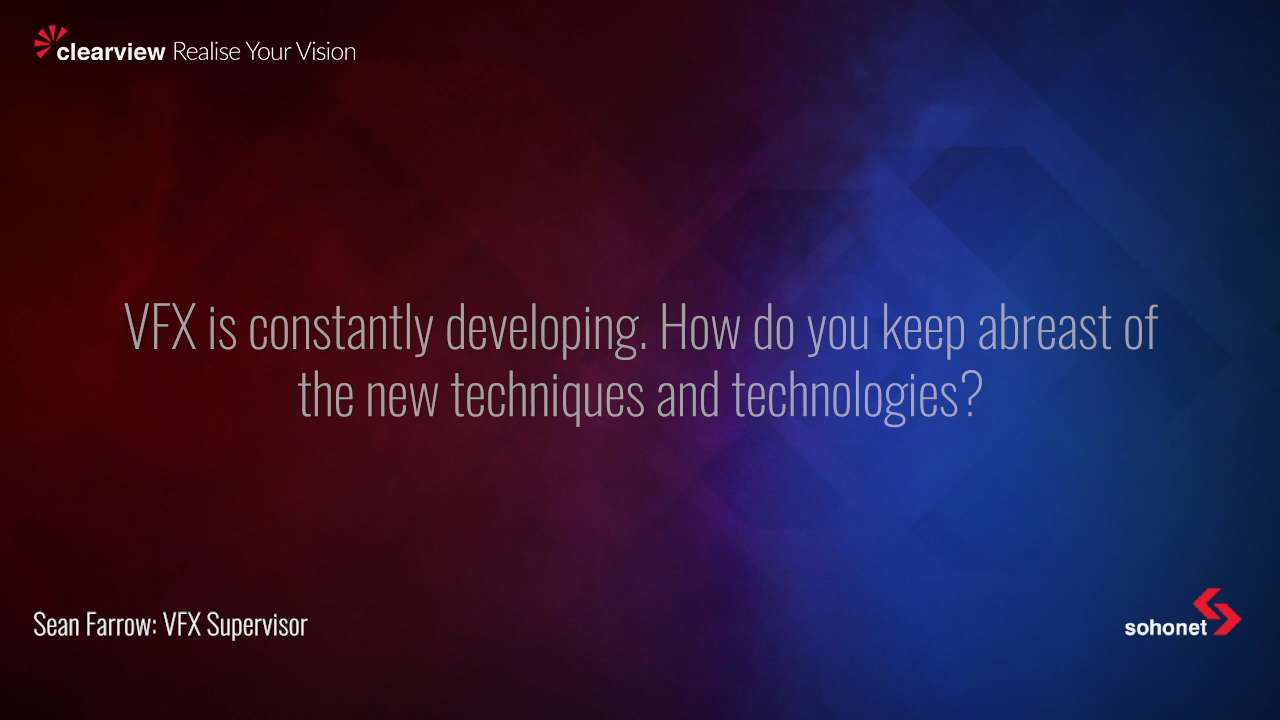 clearview Realise Your Vision
VFX is constantly developing. How do you keep abreast of
the new techniques and technologies?
Sean Farrow: VFX Supervisor
sohonet